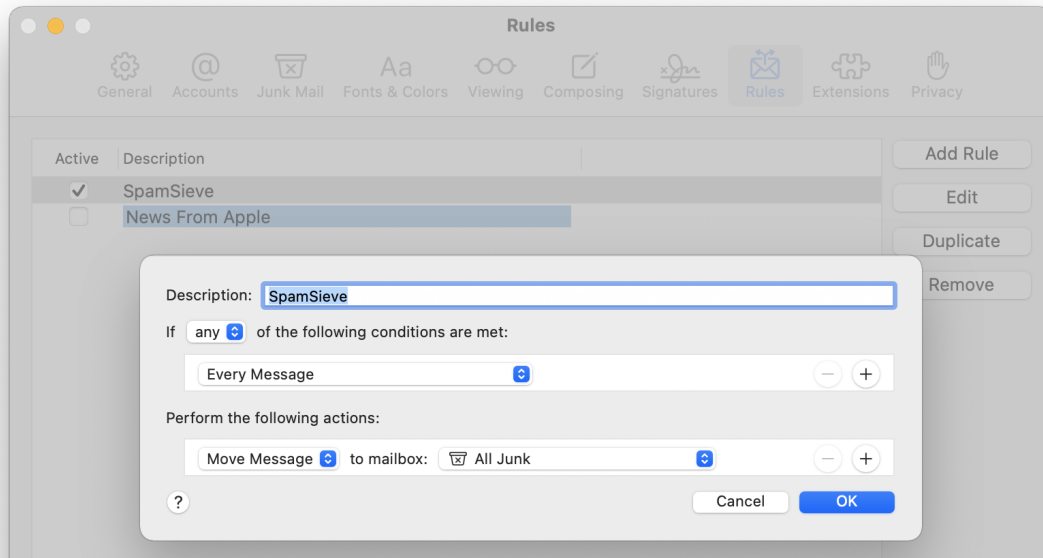 Rules
General Accounts Junk Mail Fonts & Colors Viewing Composing Signatures Rules Extensions Privacy
Active Description
SpamSieve
News From Apple
Add Rule
Edit
Duplicate
Remove
Description: SpamSieve
If any of the following conditions are met:
Every Message
Perform the following actions:
Move Message to mailbox: All Junk
? Cancel OK